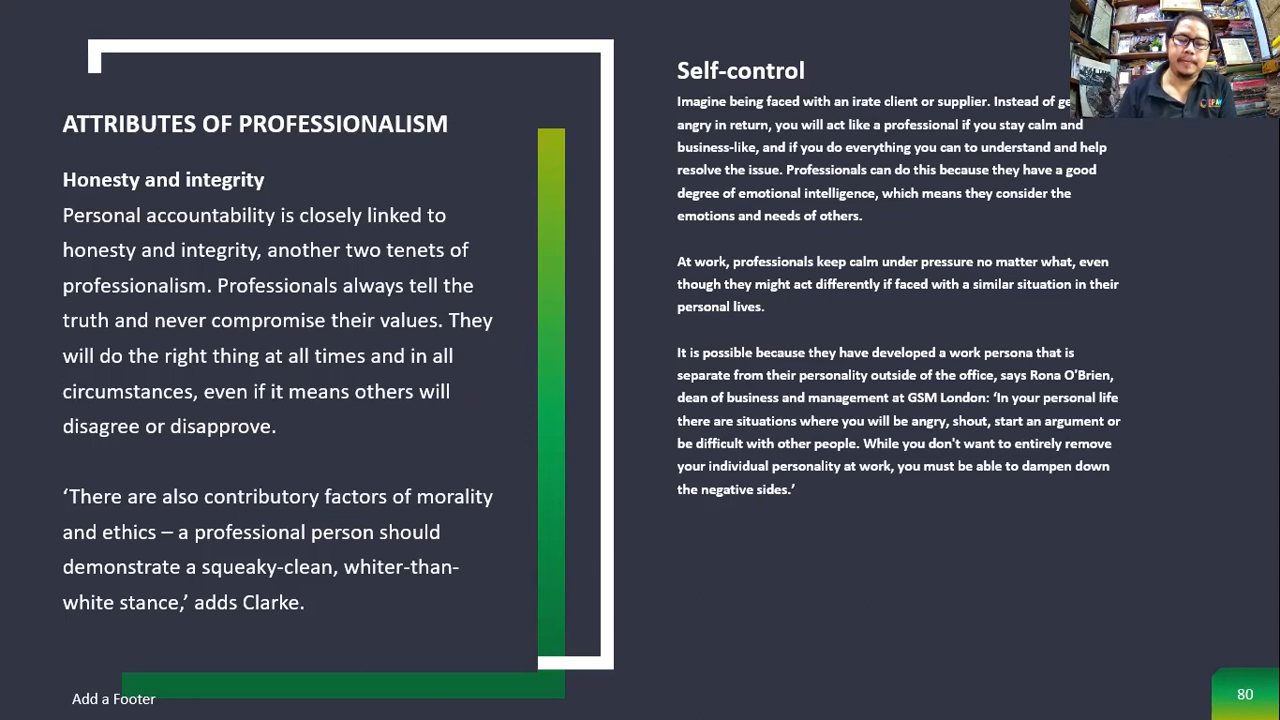 ATTRIBUTES OF PROFESSIONALISM
Honesty and integrity
Personal accountability is closely linked to
honesty and integrity, another two tenets of
professionalism. Professionals always tell the
truth and never compromise their values. They
will do the right thing at all times and in all
circumstances, even if it means others will
disagree or disapprove.
‘There are also contributory factors of morality
and ethics – a professional person should
demonstrate a squeaky-clean, whiter-than-
white stance,’ adds Clarke.
Add a Footer
Self-control
Imagine being faced with an irate client or supplier. Instead of
angry in return, you will act like a professional if you stay calm and
business-like, and if you do everything you can to understand and help
resolve the issue. Professionals can do this because they have a good
degree of emotional intelligence, which means they consider the
emotions and needs of others.
At work, professionals keep calm under pressure no matter what, even
though they might act differently if faced with a similar situation in their
personal lives.
It is possible because they have developed a work persona that is
separate from their personality outside of the office, says Rona O'Brien,
dean of business and management at GSM London: ‘In your personal life
there are situations where you will be angry, shout, start an argument or
be difficult with other people. While you don't want to entirely remove
your individual personality at work, you must be able to dampen down
the negative sides.’
80